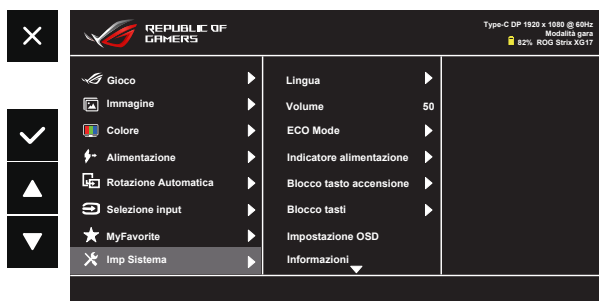 REPUBLIC OF
GAMERS
Type-C DP 1920 x 1080 @ 60Hz
Modalità gara
82% ROG Strix XG17
Gioco
Immagine
Colore
Alimentazione
Rotazione Automatica
Selezione input
MyFavorite
Imp Sistema
Lingua
Volume 50
ECO Mode
Indicatore alimentazione
Blocco tasto accensione
Blocco tasti
Impostazione OSD
Informazioni